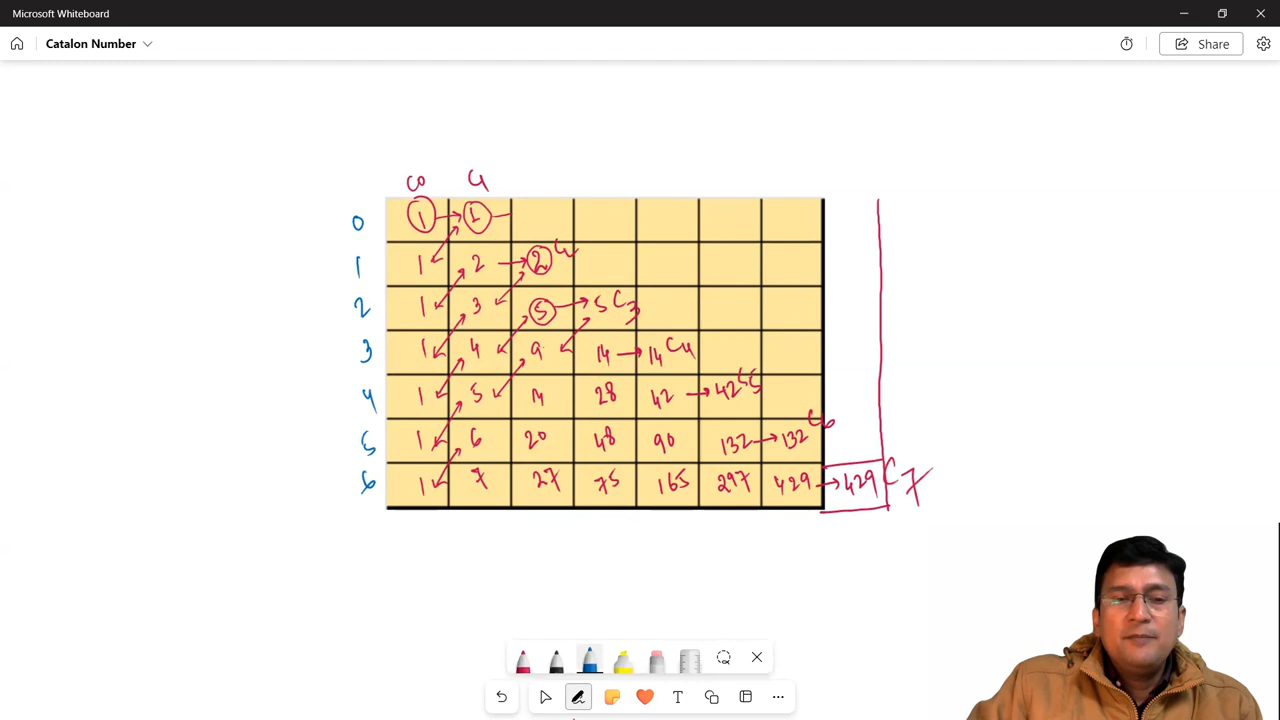 Microsoft Whiteboard
Catalon Number
Share
C0 C1
0 1 1
1 1 2 2 C2
2 1 3 5 5 C3
3 1 4 9 14 14 C4
4 1 5 14 28 42 42 C5
5 1 6 20 48 90 132 132 C6
6 1 7 27 75 165 297 429 429 C7